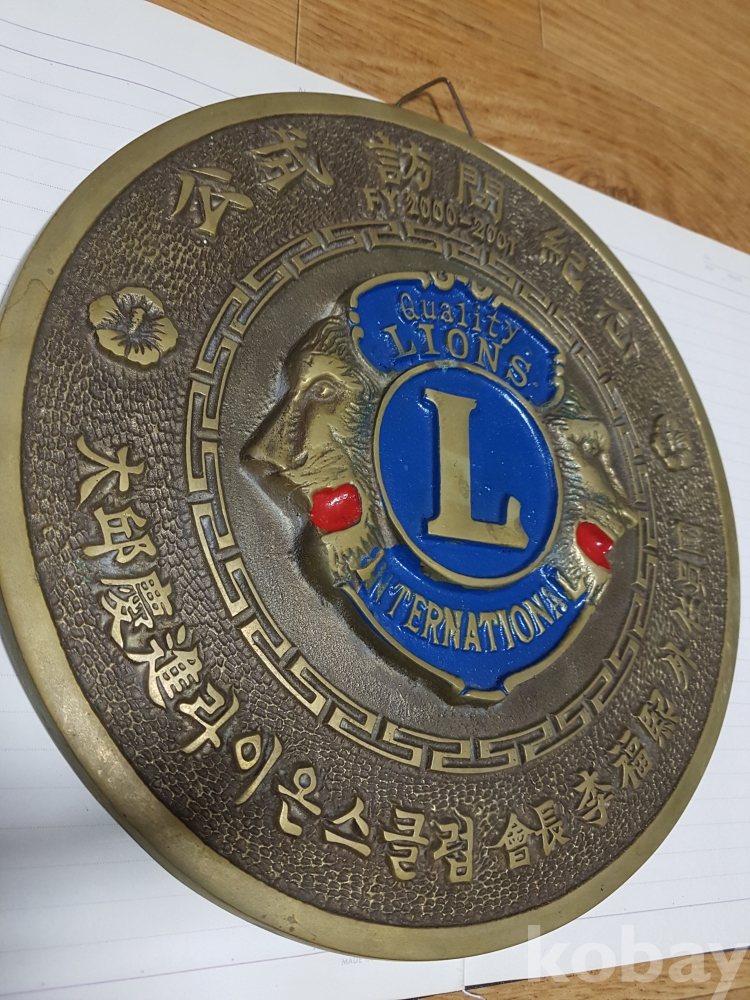 公式訪問紀念
FY 2000-2001
Quality
LIONS
L
INTERNATIONAL
大邱慶進라이온스클럽 會長 李福熙
kobay